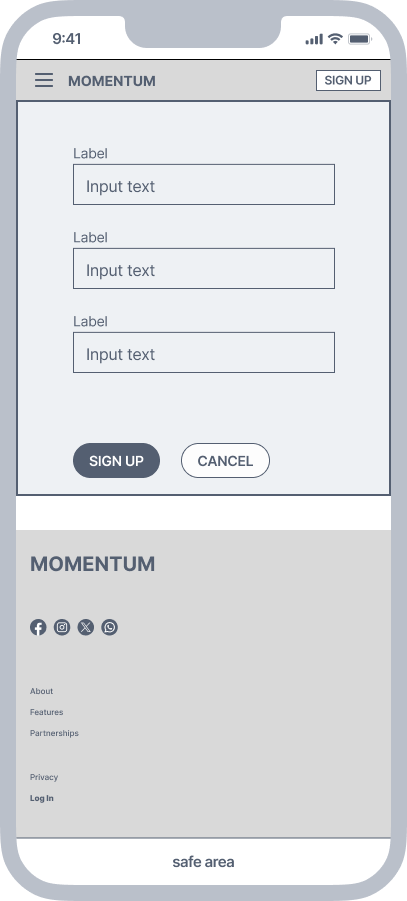 9:41
MOMENTUM
SIGN UP
Label
Input text
Label
Input text
Label
Input text
SIGN UP
CANCEL
MOMENTUM
About
Features
Partnerships
Privacy
Log In
safe area